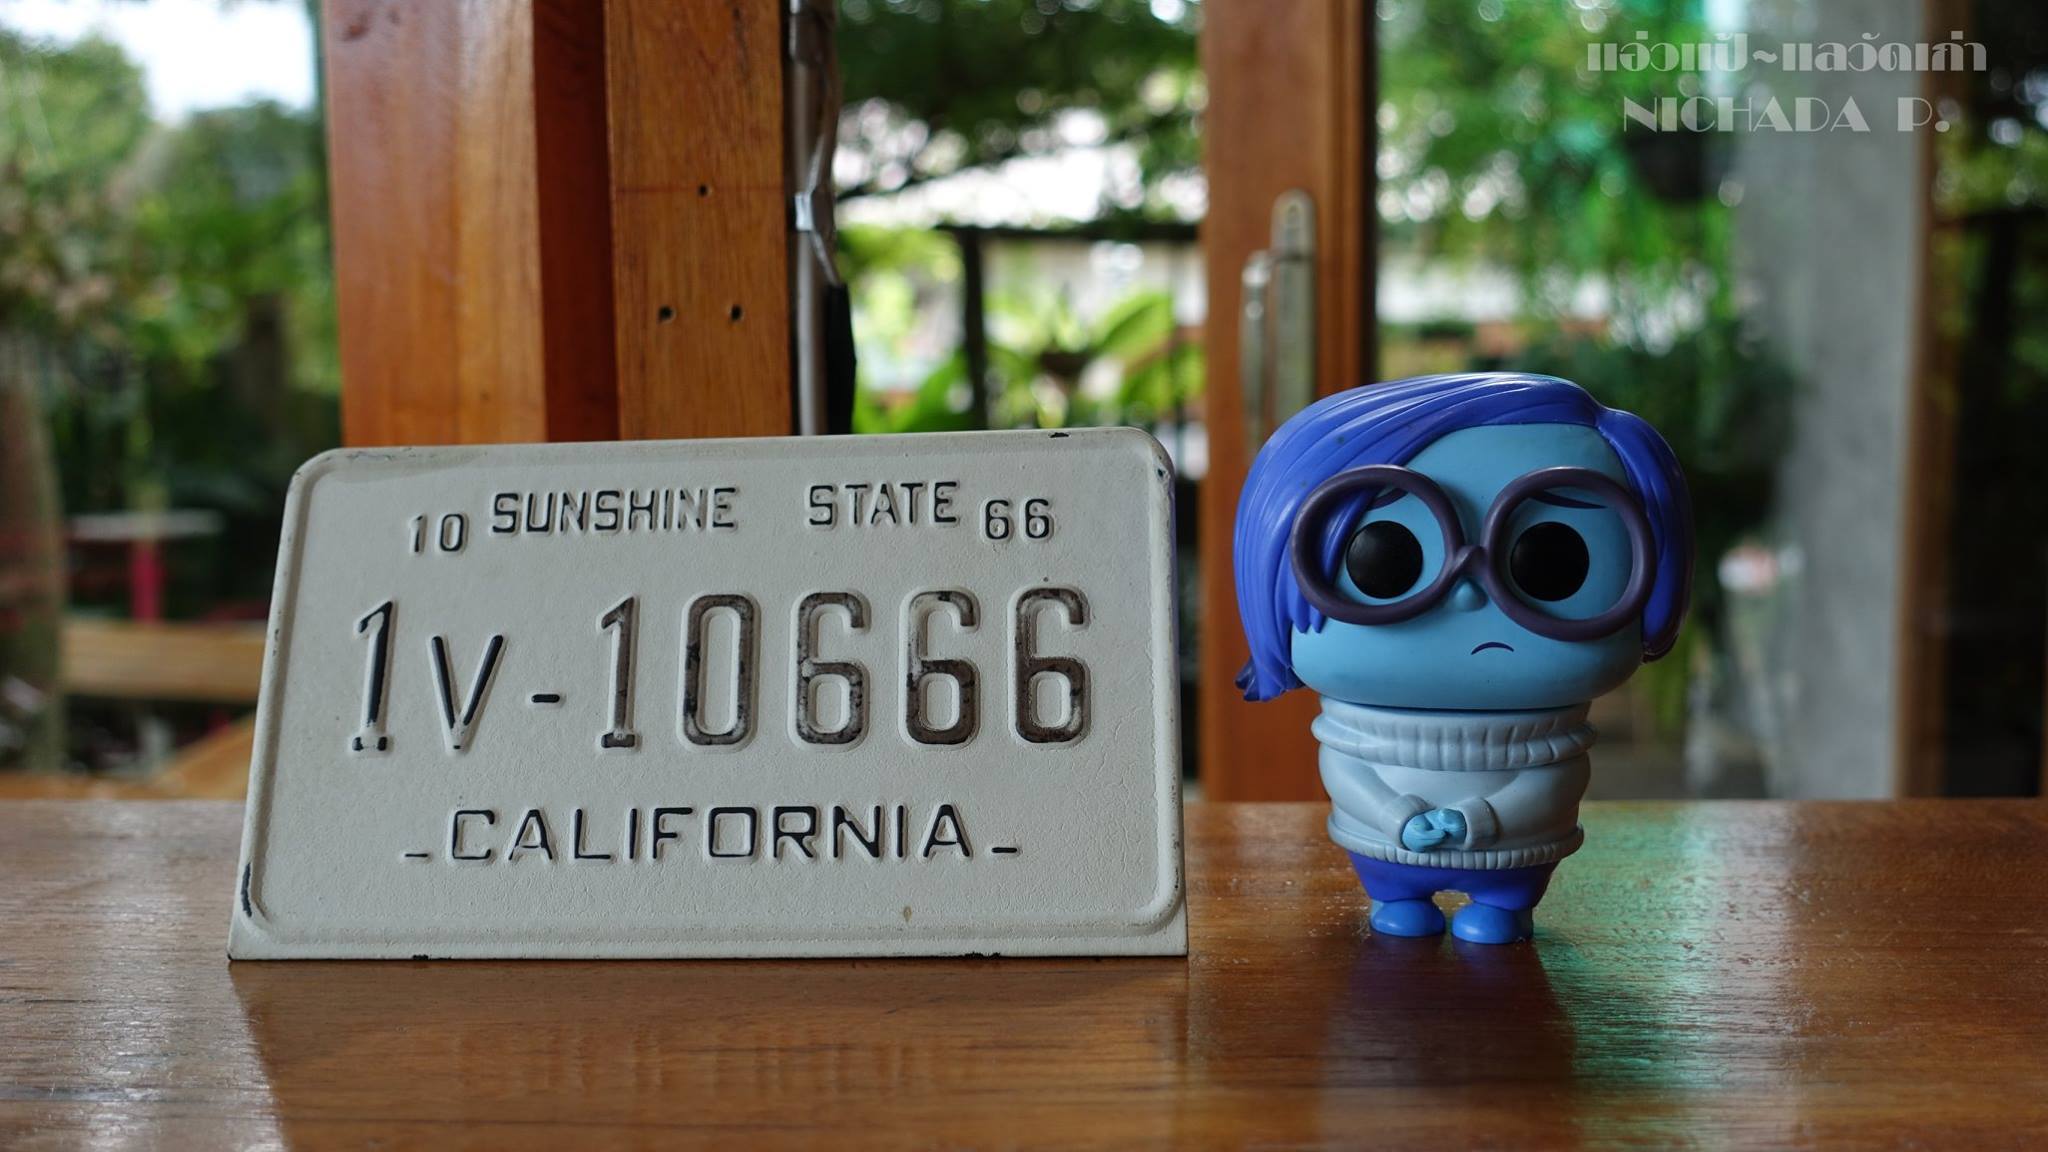 แอ่วแป้~แลวัดเก่า
NICHADA P.
10 SUNSHINE STATE 66
1V-10666
-CALIFORNIA-